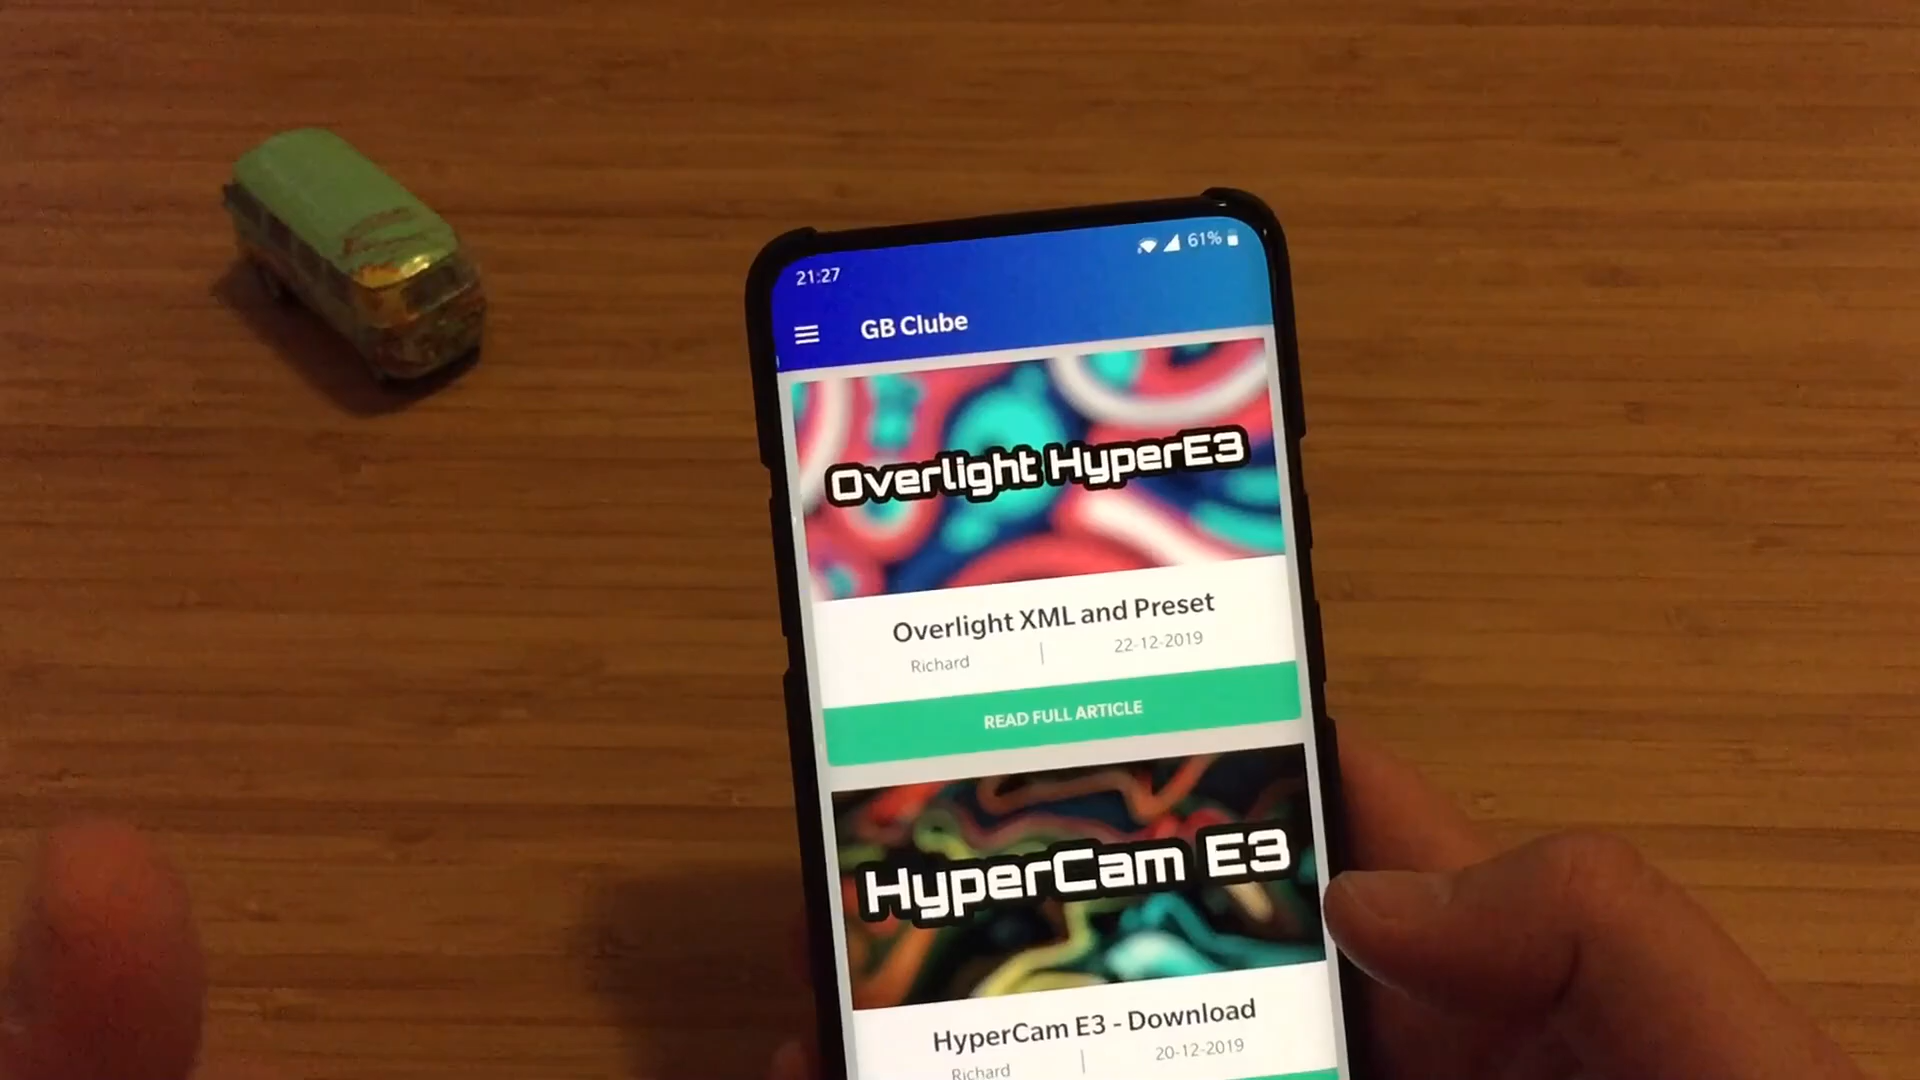 21:27
61%
GB Clube
Overlight HyperE3
Overlight XML and Preset
Richard | 22-12-2019
READ FULL ARTICLE
HyperCam E3
HyperCam E3 - Download
Richard | 20-12-2019